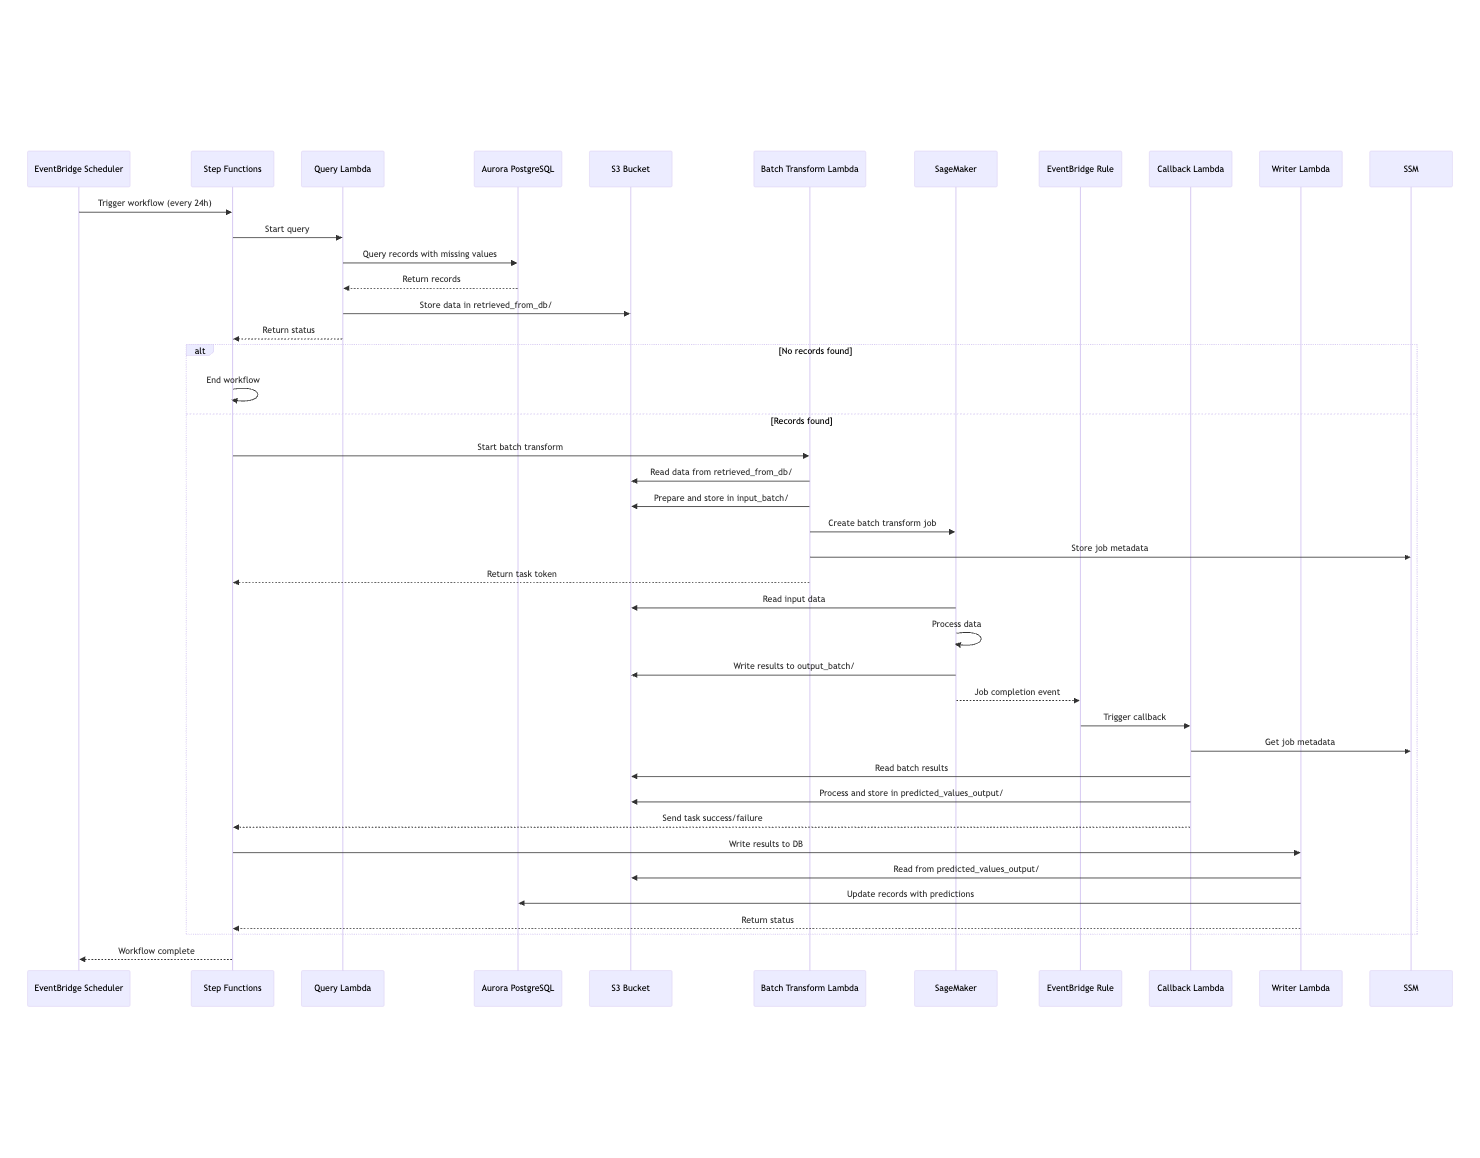 EventBridge Scheduler
Step Functions
Query Lambda
Aurora PostgreSQL
S3 Bucket
Batch Transform Lambda
SageMaker
EventBridge Rule
Callback Lambda
Writer Lambda
SSM
Trigger workflow (every 24h)
Start query
Query records with missing values
Return records
Store data in retrieved_from_db/
Return status
alt
[No records found]
End workflow
[Records found]
Start batch transform
Read data from retrieved_from_db/
Prepare and store in input_batch/
Create batch transform job
Store job metadata
Return task token
Read input data
Process data
Write results to output_batch/
Job completion event
Trigger callback
Get job metadata
Read batch results
Process and store in predicted_values_output/
Send task success/failure
Write results to DB
Read from predicted_values_output/
Update records with predictions
Return status
Workflow complete
EventBridge Scheduler
Step Functions
Query Lambda
Aurora PostgreSQL
S3 Bucket
Batch Transform Lambda
SageMaker
EventBridge Rule
Callback Lambda
Writer Lambda
SSM